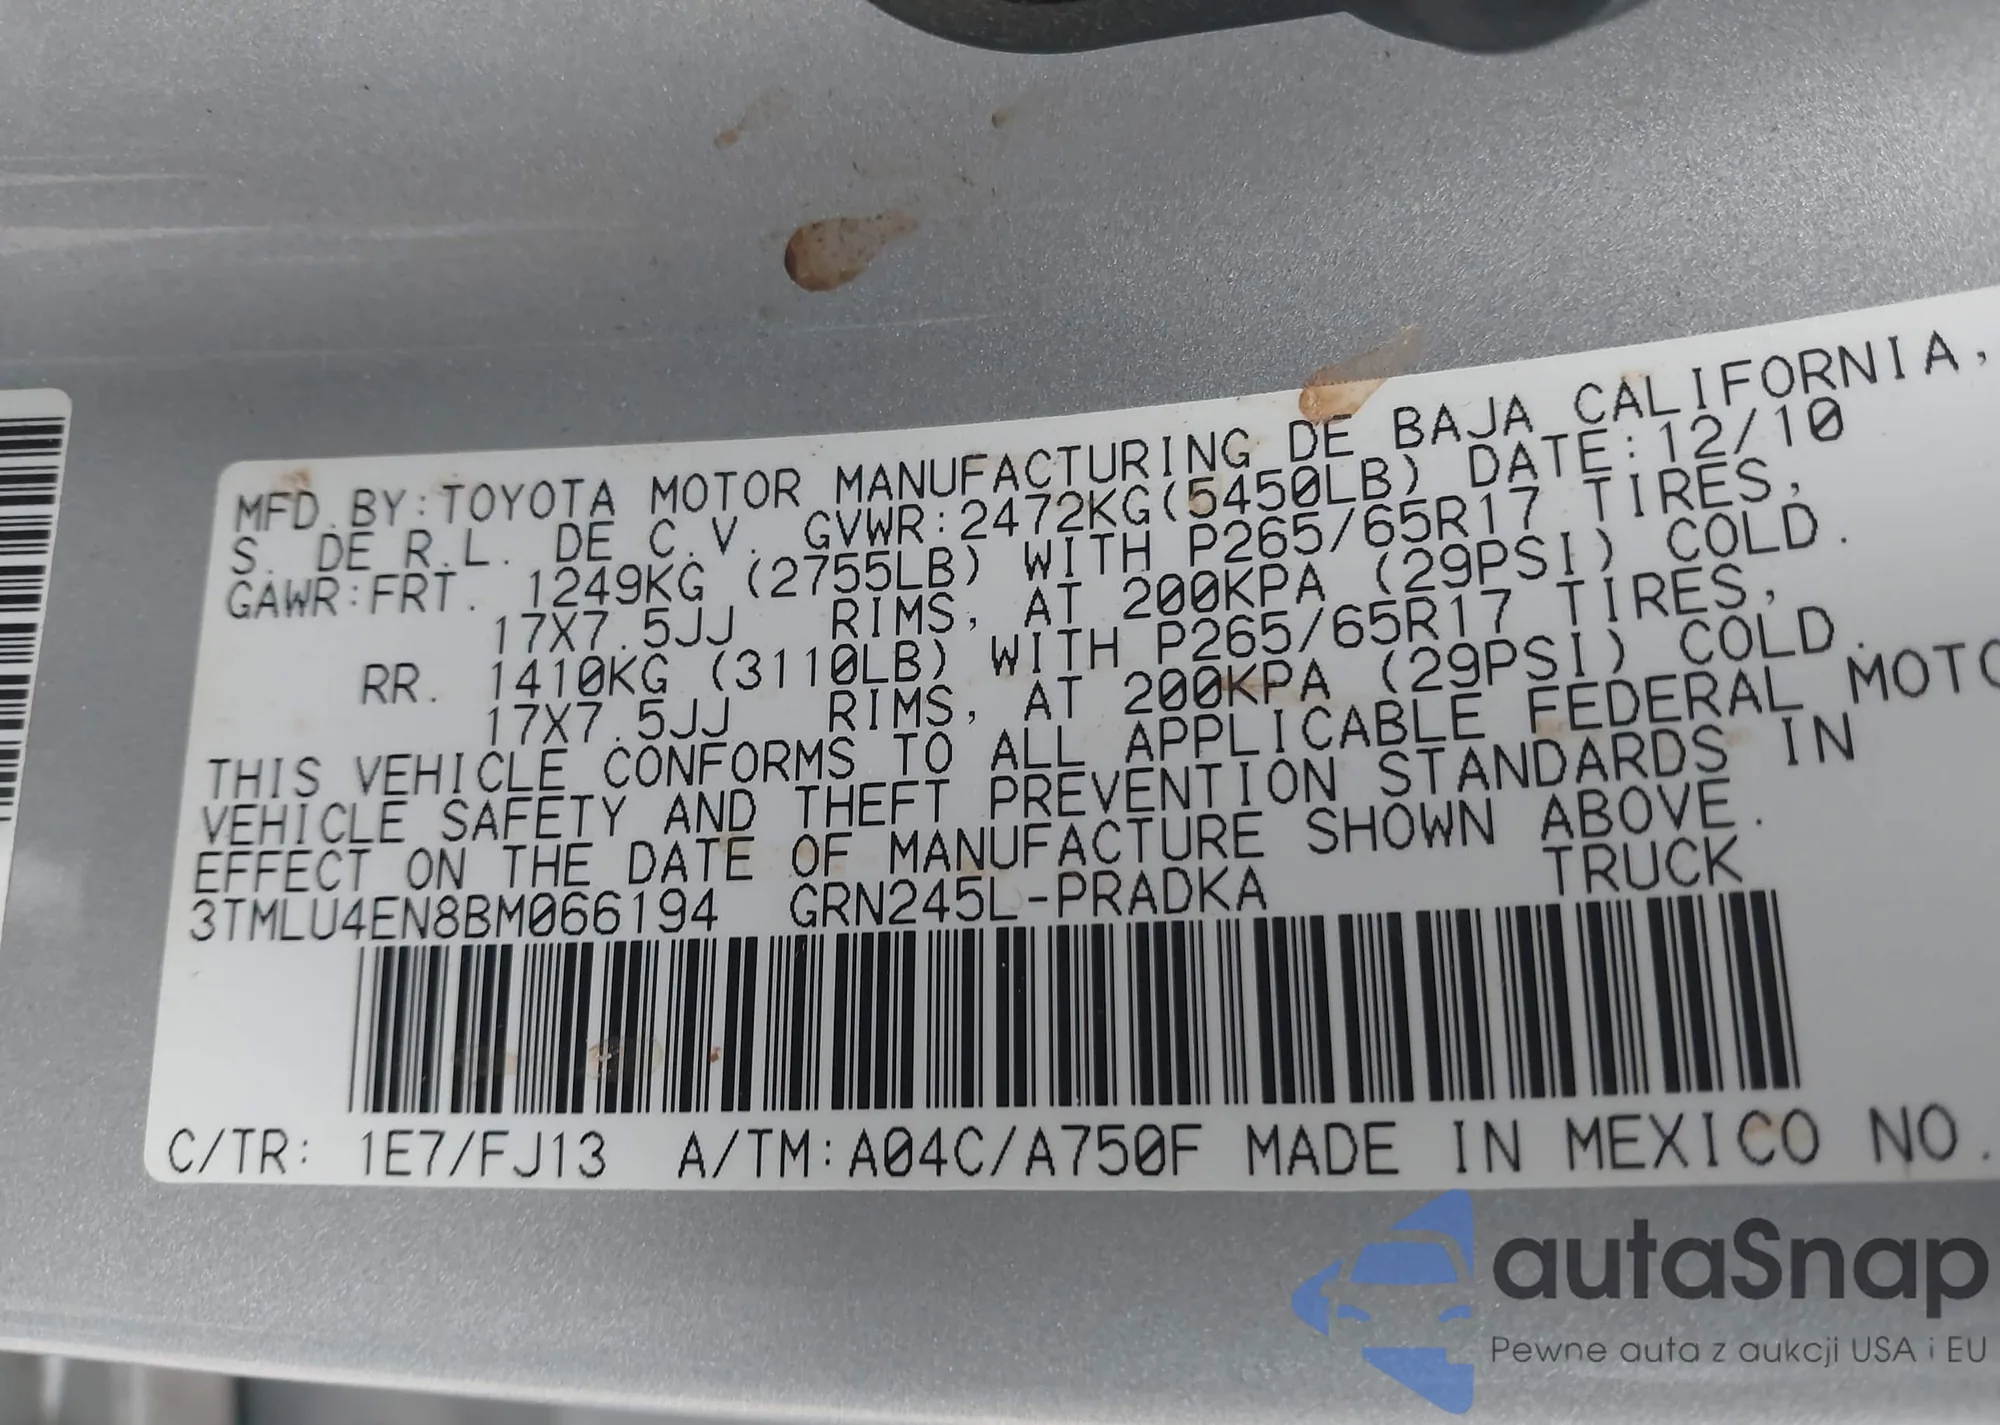 MFD.BY:TOYOTA MOTOR MANUFACTURING DE BAJA CALIFORNIA,
S. DE R.L. DE C.V. GVWR:2472KG(5450LB) DATE:12/10
GAWR:FRT. 1249KG (2755LB) WITH P265/65R17 TIRES,
17X7.5JJ RIMS, AT 200KPA (29PSI) COLD.
RR. 1410KG (3110LB) WITH P265/65R17 TIRES,
17X7.5JJ RIMS, AT 200KPA (29PSI) COLD.
THIS VEHICLE CONFORMS TO ALL APPLICABLE FEDERAL MOTO
VEHICLE SAFETY AND THEFT PREVENTION STANDARDS IN
EFFECT ON THE DATE OF MANUFACTURE SHOWN ABOVE.
3TMLU4EN8BM066194 GRN245L-PRADKA TRUCK
C/TR: 1E7/FJ13 A/TM:A04C/A750F MADE IN MEXICO NO.
autaSnap
Pewne auta z aukcji USA i EU